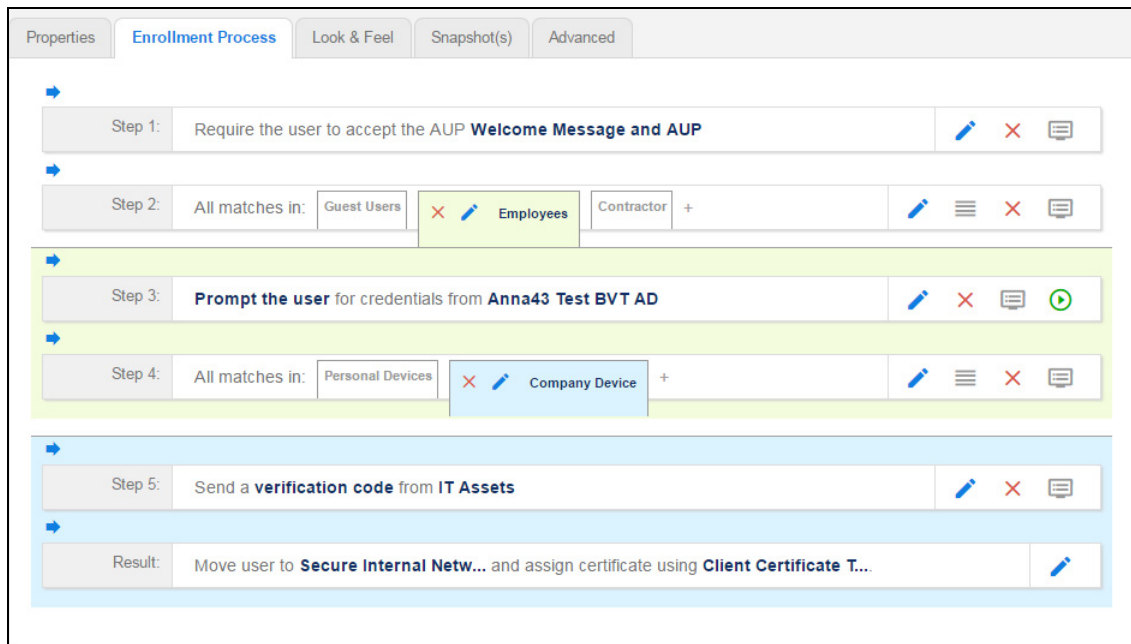 Properties Enrollment Process Look & Feel Snapshot(s) Advanced
Step 1: Require the user to accept the AUP Welcome Message and AUP
Step 2: All matches in: Guest Users Employees Contractor +
Step 3: Prompt the user for credentials from Anna43 Test BVT AD
Step 4: All matches in: Personal Devices Company Device +
Step 5: Send a verification code from IT Assets
Result: Move user to Secure Internal Netw... and assign certificate using Client Certificate T....